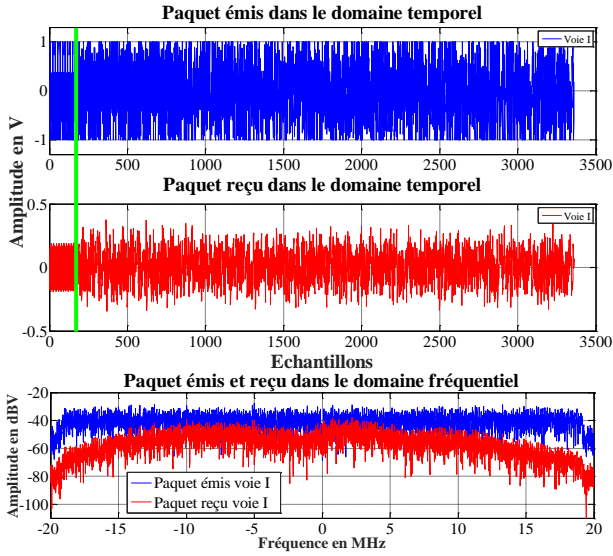 Paquet émis dans le domaine temporel
Voie I
1
0
-1
0 500 1000 1500 2000 2500 3000 3500
Amplitude en V
Paquet reçu dans le domaine temporel
Voie I
0.5
0
-0.5
0 500 1000 1500 2000 2500 3000 3500
Echantillons
Paquet émis et reçu dans le domaine fréquentiel
Amplitude en dBV
-20
-40
-60
-80
-100
Paquet émis voie I
Paquet reçu voie I
-20 -15 -10 -5 0 5 10 15 20
Fréquence en MHz